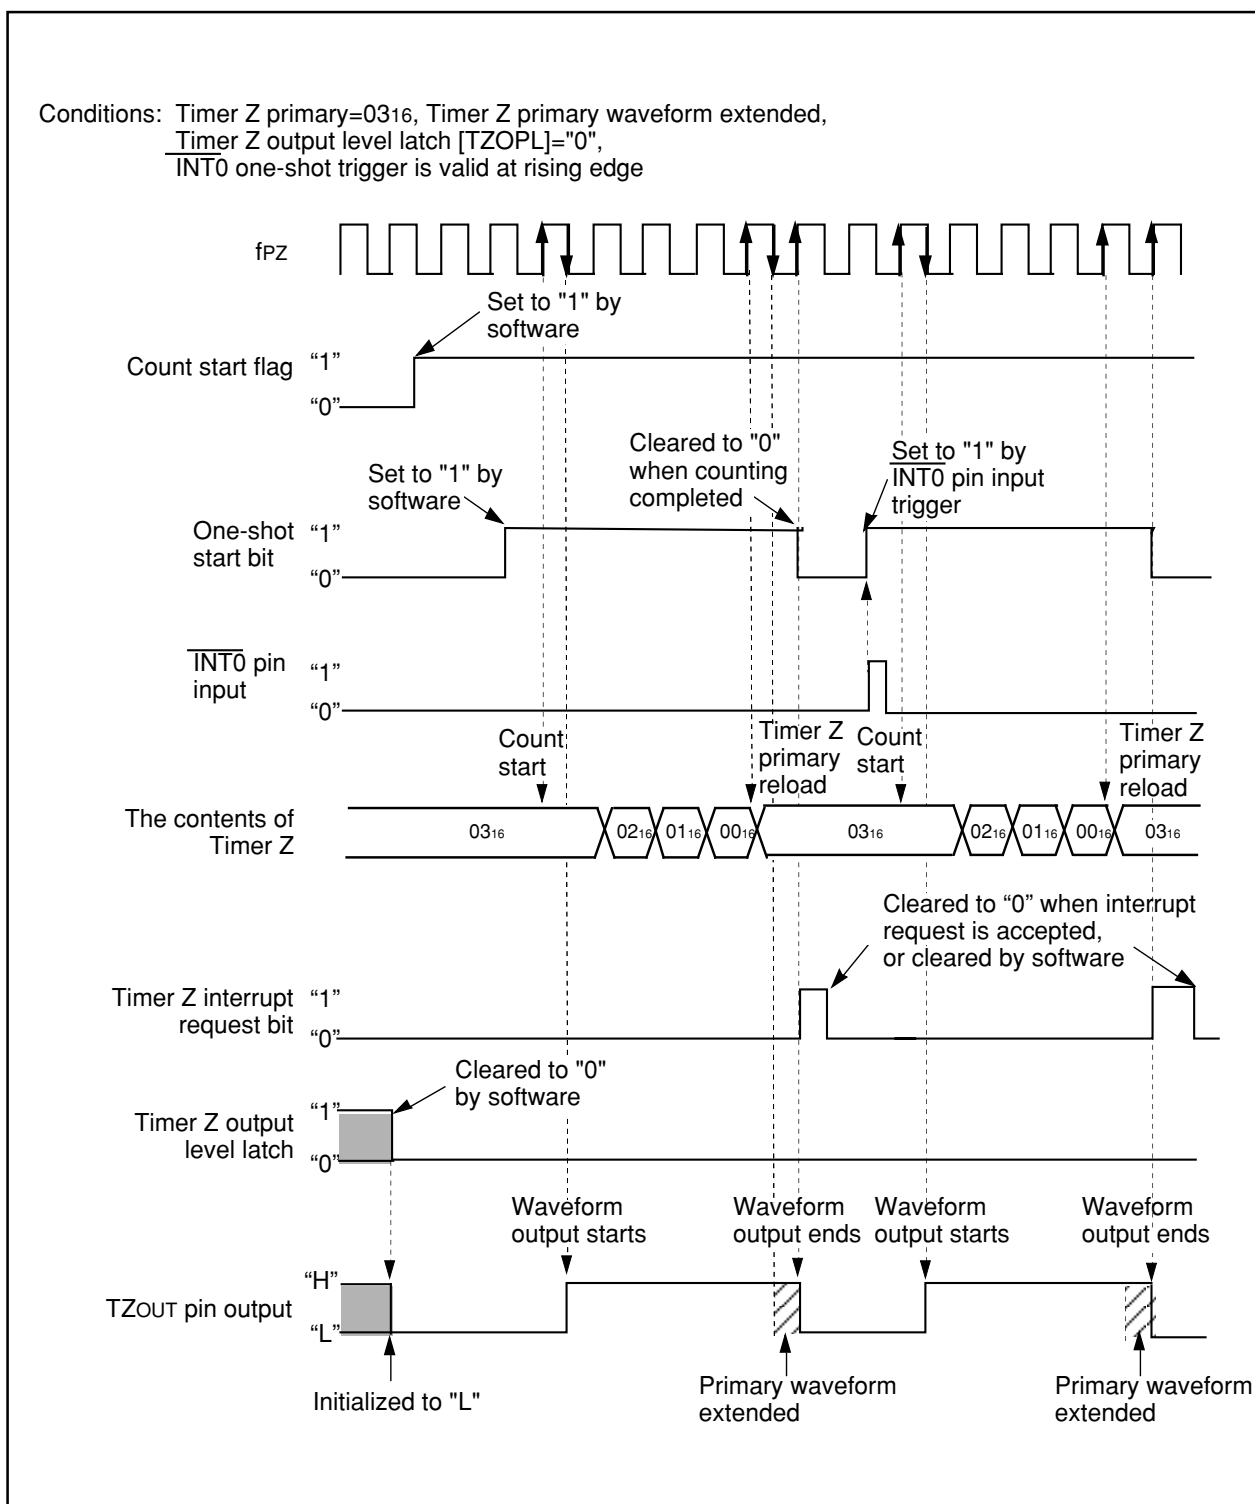 Conditions: Timer Z primary=0316, Timer Z primary waveform extended,
Timer Z output level latch [TZOPL]="0",
INT0 one-shot trigger is valid at rising edge
fPZ
Set to "1" by
software
Count start flag
“1”
“0”
Set to "1" by
software
Cleared to "0"
when counting
completed
Set to "1" by
INT0 pin input
trigger
One-shot
start bit
“1”
“0”
INT0 pin
input
“1”
“0”
Count
start
Timer Z
primary
reload
Count
start
Timer Z
primary
reload
The contents of
Timer Z
0316
0216
0116
0016
0316
0216
0116
0016
0316
Cleared to “0” when interrupt
request is accepted,
or cleared by software
Timer Z interrupt
request bit
“1”
“0”
Cleared to "0"
by software
Timer Z output
level latch
“1”
“0”
Waveform
output starts
Waveform
output ends
Waveform
output starts
Waveform
output ends
TZOUT pin output
“H”
“L”
Initialized to "L"
Primary waveform
extended
Primary waveform
extended